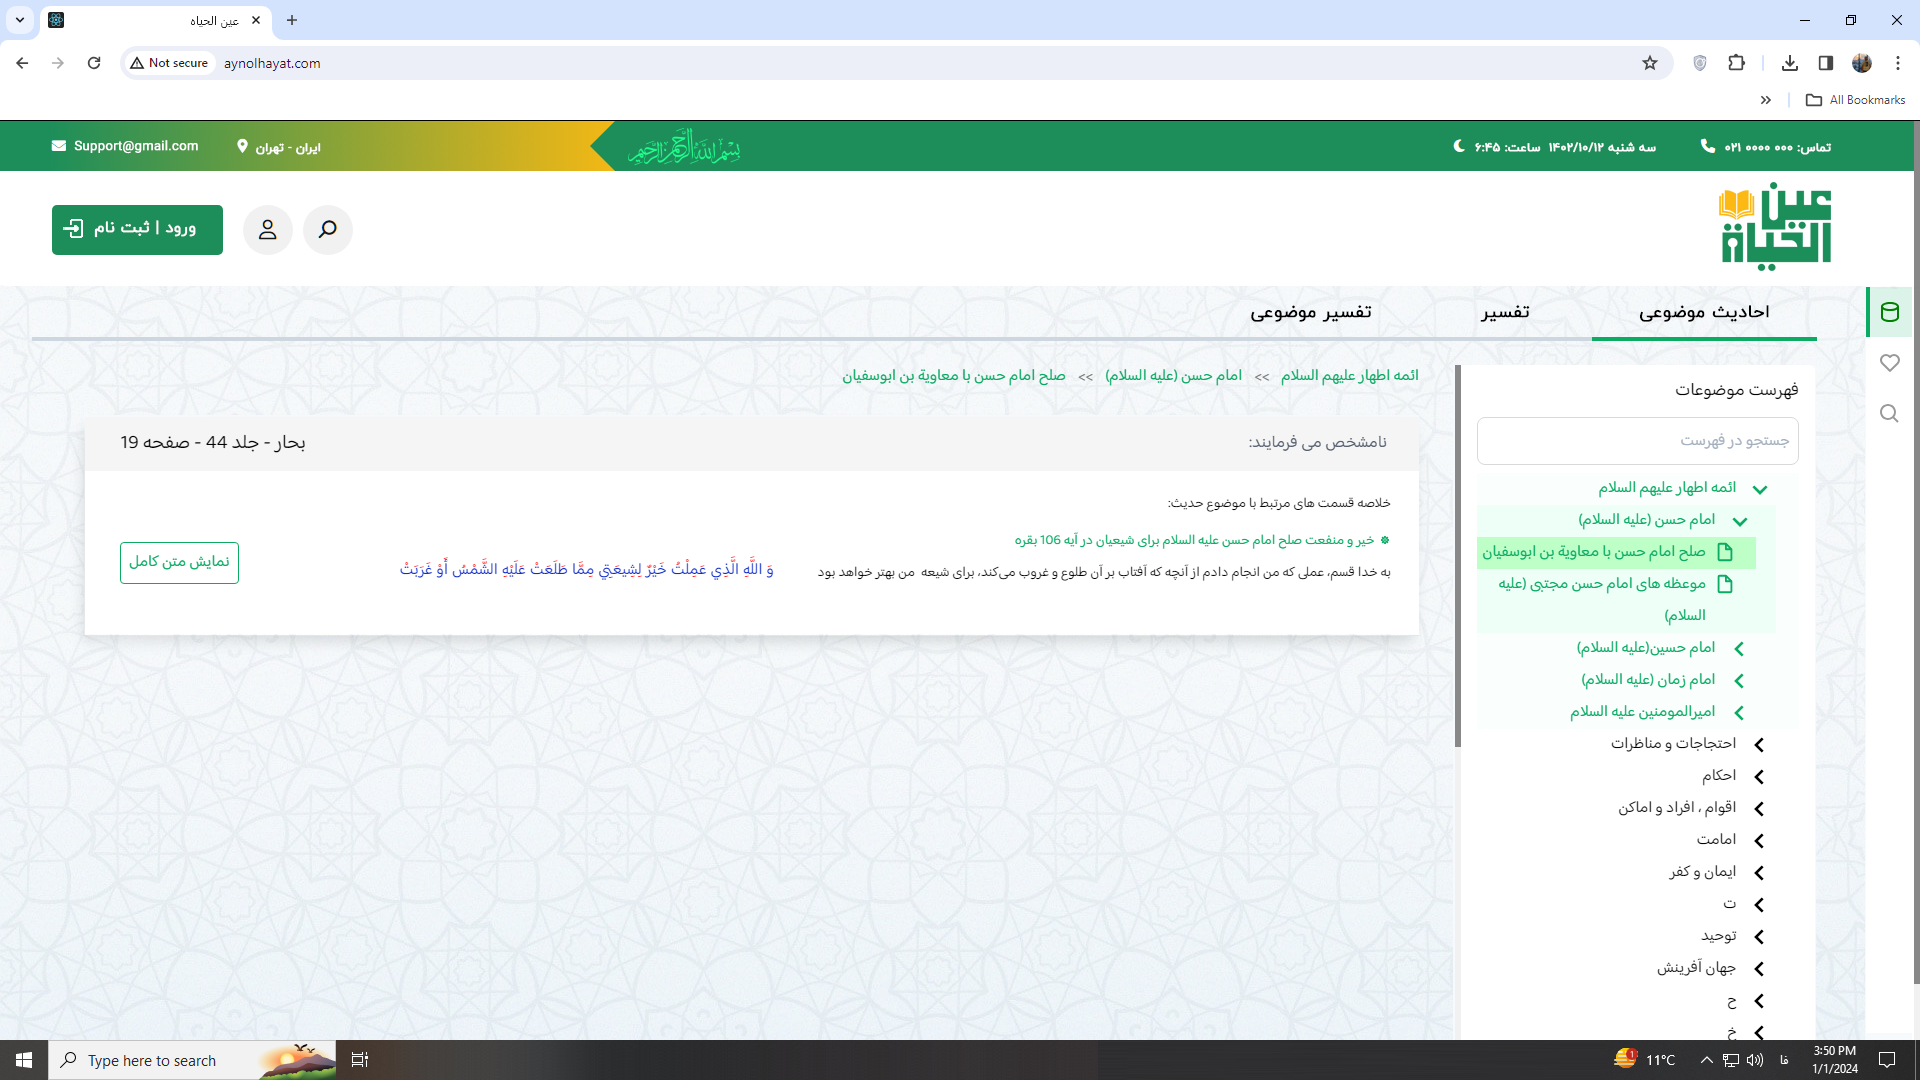 عین الحیاه
Not secure
aynolhayat.com
All Bookmarks
Support@gmail.com
ایران - تهران
بسم الله الرحمن الرحیم
سه شنبه ۱۴۰۲/۱۰/۱۲ ساعت: ۶:۴۵
تماس: ۰۰۰ ۰۰۰۰ ۰۲۱
ورود | ثبت نام
عین الحیاة
احادیث موضوعی
تفسیر
تفسیر موضوعی
ائمه اطهار علیهم السلام >> امام حسن (علیه السلام) >> صلح امام حسن با معاویة بن ابوسفیان
نامشخص می فرمایند:
بحار - جلد 44 - صفحه 19
خلاصه قسمت های مرتبط با موضوع حدیث:
خیر و منفعت صلح امام حسن علیه السلام برای شیعیان در آیه 106 بقره
به خدا قسم، عملی که من انجام دادم از آنچه که آفتاب بر آن طلوع و غروب می‌کند، برای شیعه من بهتر خواهد بود
وَ اللَّهِ الَّذِي عَمِلْتُ خَيْرٌ لِشِيعَتِي مِمَّا طَلَعَتْ عَلَيْهِ الشَّمْسُ أَوْ غَرَبَتْ
نمایش متن کامل
فهرست موضوعات
جستجو در فهرست
ائمه اطهار علیهم السلام
امام حسن (علیه السلام)
صلح امام حسن با معاویة بن ابوسفیان
موعظه های امام حسن مجتبی (علیه
السلام)
امام حسین(علیه السلام)
امام زمان (علیه السلام)
امیرالمومنین علیه السلام
احتجاجات و مناظرات
احکام
اقوام ، افراد و اماکن
امامت
ایمان و کفر
ت
توحید
جهان آفرینش
ح
خ
Type here to search
1
11°C
فا
3:50 PM
1/1/2024